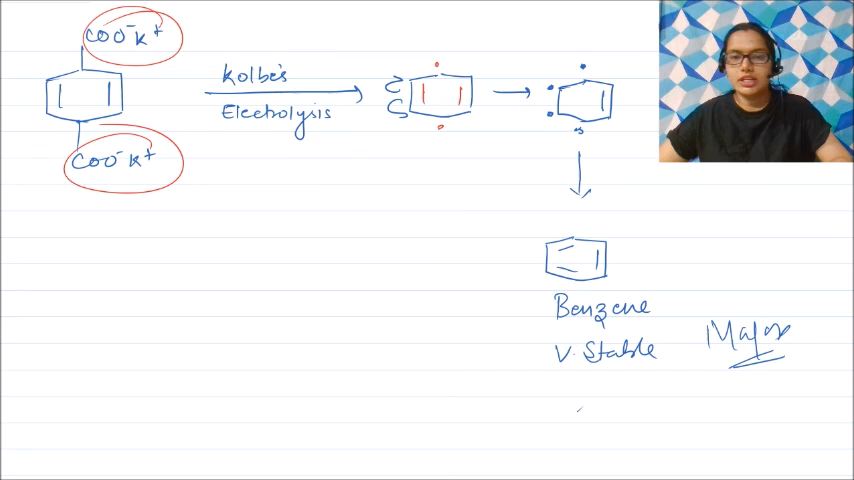 COO⁻K⁺
Kolbe's
Electrolysis
COO⁻K⁺
Benzene
V. Stable
Major